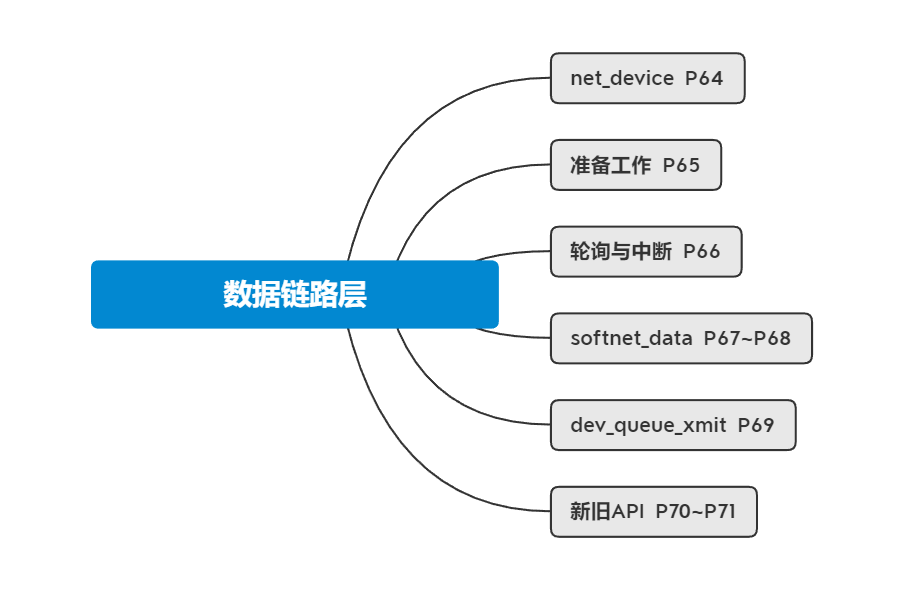 net_device P64
准备工作 P65
轮询与中断 P66
数据链路层
softnet_data P67~P68
dev_queue_xmit P69
新旧API P70~P71